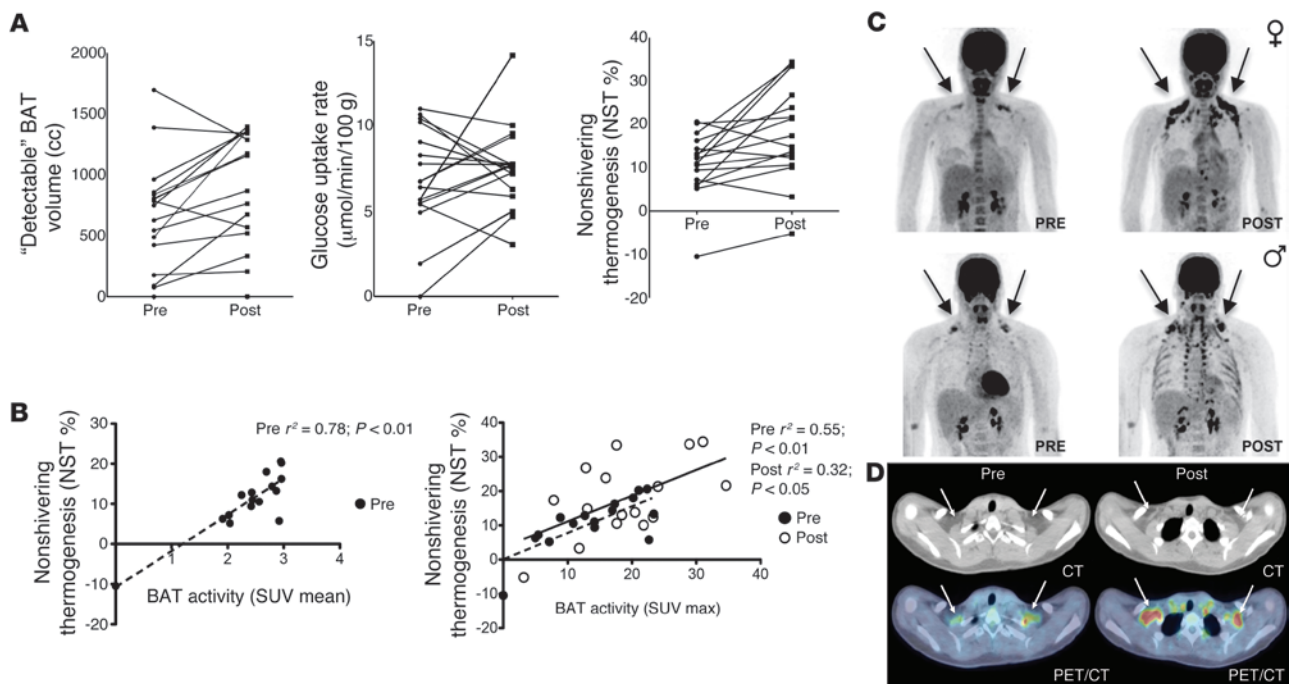 A
"Detectable" BAT
volume (cc)
2000
1500
1000
500
0
Pre
Post
Glucose uptake rate
(μmol/min/100 g)
15
10
5
0
Pre
Post
Nonshivering
thermogenesis (NST %)
40
30
20
10
0
-10
-20
Pre
Post
B
Nonshivering
thermogenesis (NST %)
30
20
10
0
-10
-20
1
2
3
4
BAT activity (SUV mean)
Pre r² = 0.78; P < 0.01
Pre
Nonshivering
thermogenesis (NST %)
40
30
20
10
0
-10
-20
-30
10
20
30
40
BAT activity (SUV max)
Pre r² = 0.55;
P < 0.01
Post r² = 0.32;
P < 0.05
Pre
Post
C
♀
PRE
POST
♂
PRE
POST
D
Pre
Post
CT
CT
PET/CT
PET/CT